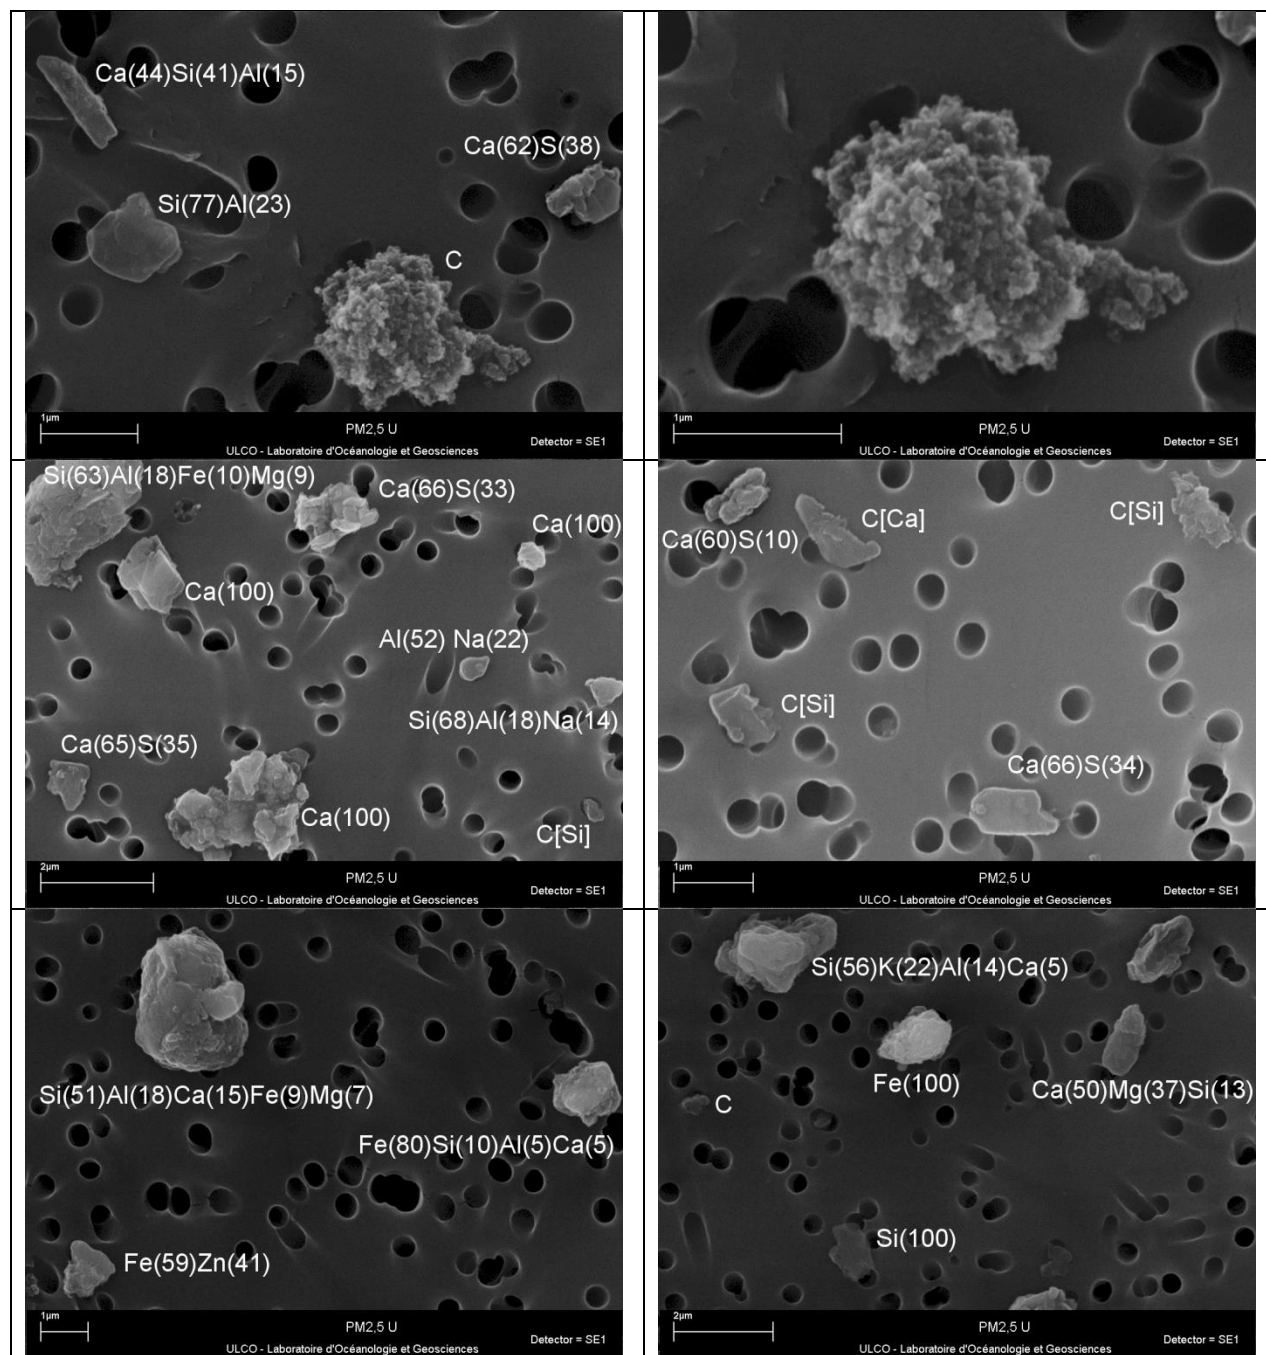 Ca(44)Si(41)Al(15)
Ca(62)S(38)
Si(77)Al(23)
C
1µm
PM2,5 U
Detector = SE1
ULCO - Laboratoire d'Océanologie et Geosciences
1µm
PM2,5 U
Detector = SE1
ULCO - Laboratoire d'Océanologie et Geosciences
Si(63)Al(18)Fe(10)Mg(9)
Ca(66)S(33)
Ca(100)
Ca(100)
Al(52) Na(22)
Si(68)Al(18)Na(14)
Ca(65)S(35)
Ca(100)
C[Si]
2µm
PM2,5 U
Detector = SE1
ULCO - Laboratoire d'Océanologie et Geosciences
C[Ca]
C[Si]
Ca(60)S(10)
C[Si]
Ca(66)S(34)
1µm
PM2,5 U
Detector = SE1
ULCO - Laboratoire d'Océanologie et Geosciences
Si(51)Al(18)Ca(15)Fe(9)Mg(7)
Fe(80)Si(10)Al(5)Ca(5)
Fe(59)Zn(41)
1µm
PM2,5 U
Detector = SE1
ULCO - Laboratoire d'Océanologie et Geosciences
Si(56)K(22)Al(14)Ca(5)
Fe(100)
Ca(50)Mg(37)Si(13)
C
Si(100)
2µm
PM2,5 U
Detector = SE1
ULCO - Laboratoire d'Océanologie et Geosciences